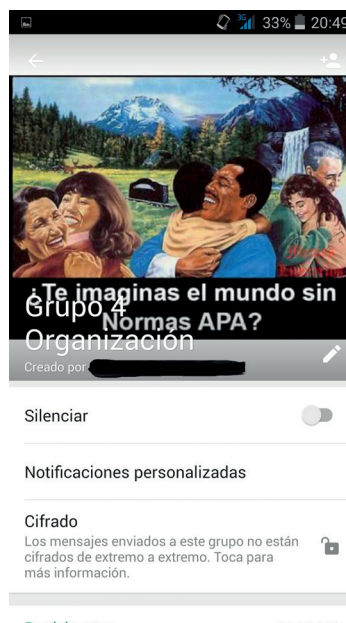 3G 33% 20:49
¿Te imaginas el mundo sin
Normas APA?
Grupo 4
Organización
Creado por
Silenciar
Notificaciones personalizadas
Cifrado
Los mensajes enviados a este grupo no están
cifrados de extremo a extremo. Toca para
más información.